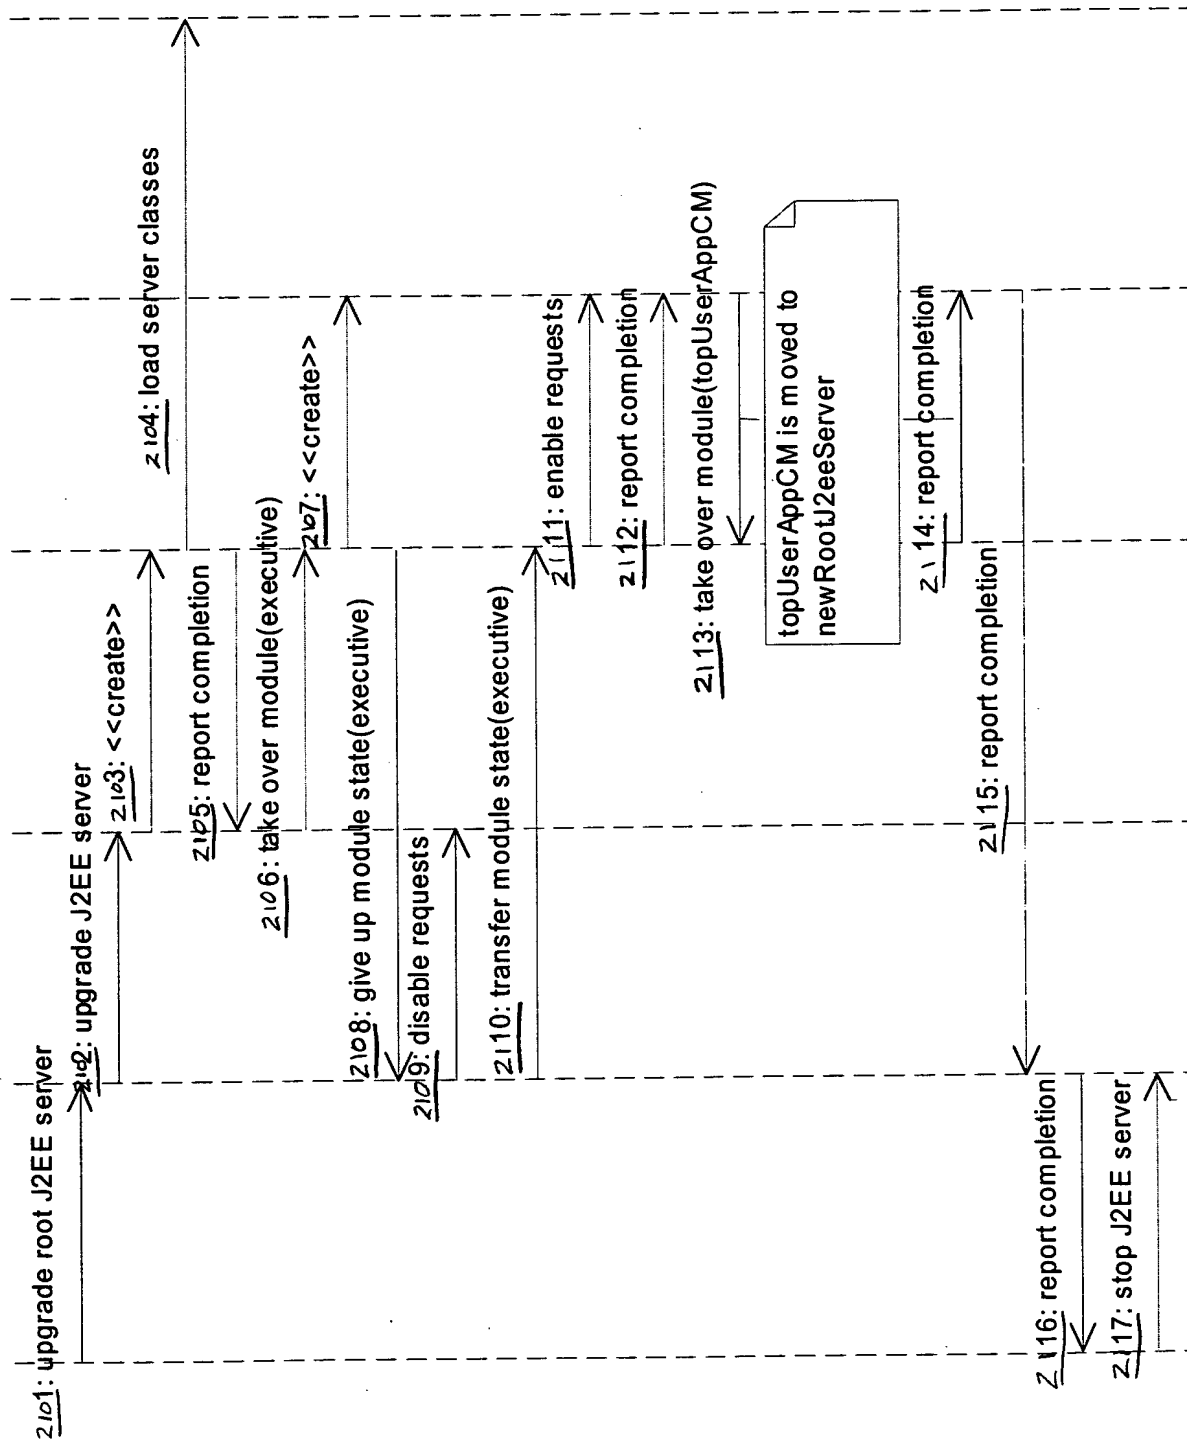 2101: upgrade root J2EE server
2102: upgrade J2EE server
2103: <<create>>
2104: load server classes
2105: report completion
2106: take over module(executive)
2107: <<create>>
2108: give up module state(executive)
2109: disable requests
2110: transfer module state(executive)
2111: enable requests
2112: report completion
2113: take over module(topUserAppCM)
topUserAppCM is moved to
newRootJ2eeServer
2114: report completion
2115: report completion
2116: report completion
2117: stop J2EE server